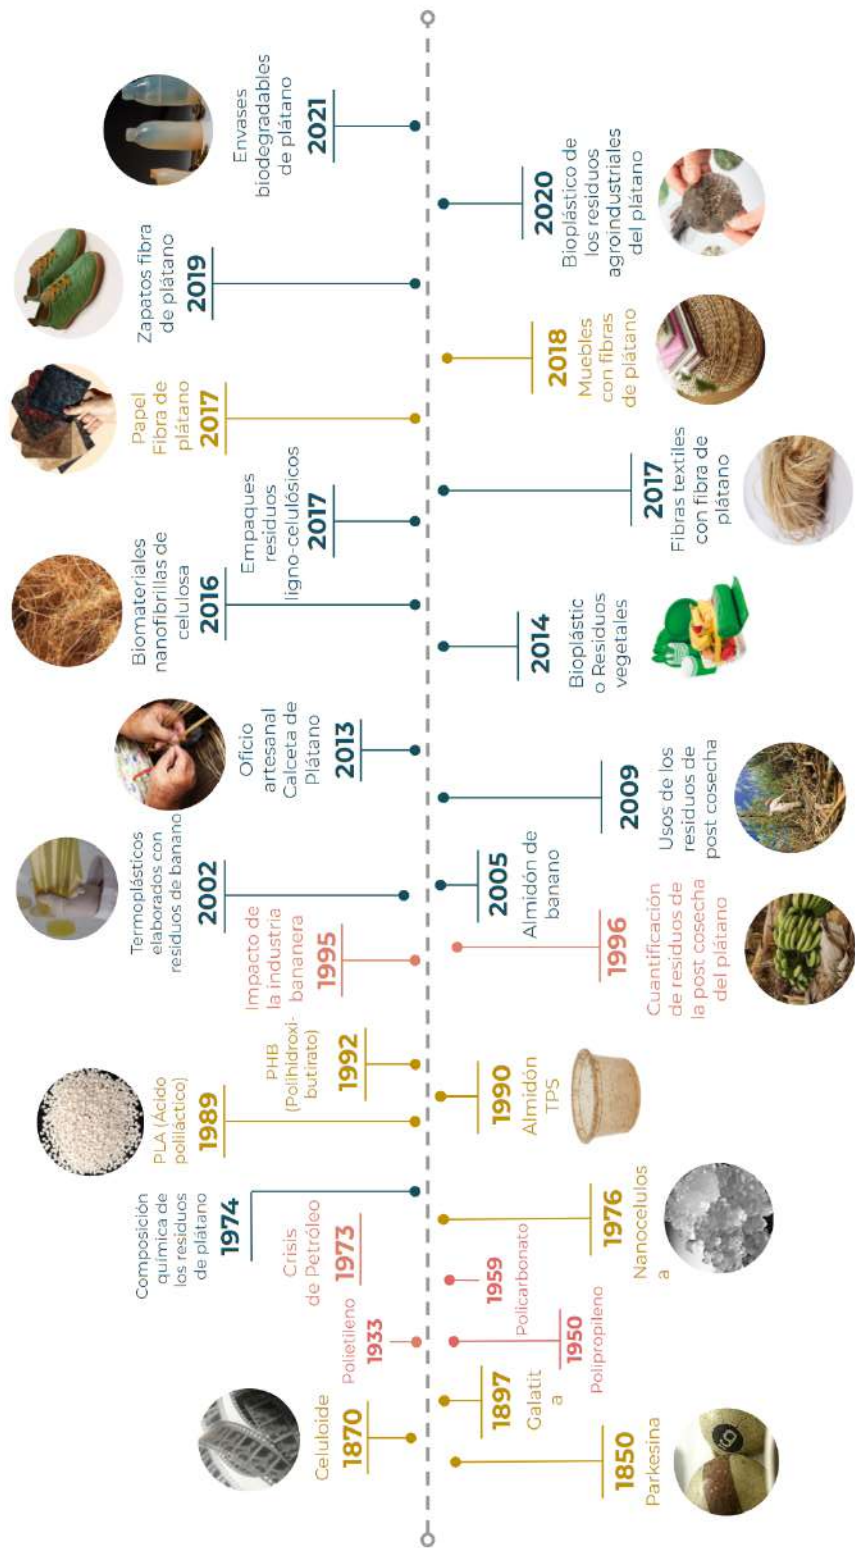 Celuloide
1870
Polietileno
1933
Crisis
de Petróleo
1973
Composición
química de
los residuos
de plátano
1974
PLA (Ácido
poliláctico)
1989
PHB
(Polihidroxi-
butirato)
1992
Impacto de
la industria
bananera
1995
Termoplásticos
elaborados con
residuos de banano
2002
Oficio
artesanal
Calceta de
Plátano
2013
Biomateriales
nanofibrillas de
celulosa
2016
Empaques
residuos
ligno-celulósicos
2017
Papel
Fibra de
plátano
2017
Zapatos fibra
de plátano
2019
Envases
biodegradables
de plátano
2021
1850
Parkesina
1897
Galatit
a
1950
Polipropileno
1959
Policarbonato
1976
Nanocelulos
a
1990
Almidón
TPS
1996
Cuantificación
de residuos de
la post cosecha
del plátano
2005
Almidón de
banano
2009
Usos de los
residuos de
post cosecha
2014
Bioplástic
o Residuos
vegetales
2017
Fibras textiles
con fibra de
plátano
2018
Muebles
con fibras
de plátano
2020
Bioplástico de
los residuos
agroindustriales
del plátano